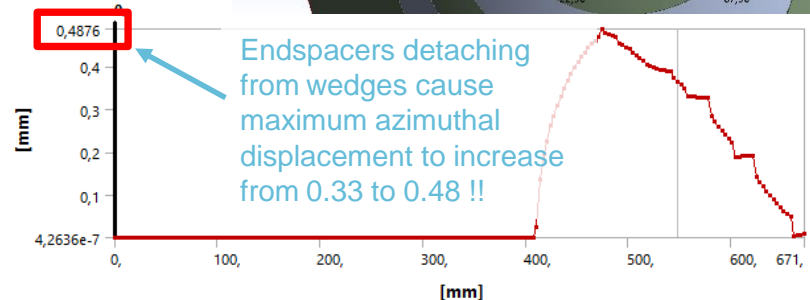 0,4876
Endspacers detaching
from wedges cause
maximum azimuthal
displacement to increase
from 0.33 to 0.48 !!
0,4
0,3
0,2
0,1
4,2636e-7
[mm]
0, 100, 200, 300, 400, 500, 600, 671,
[mm]